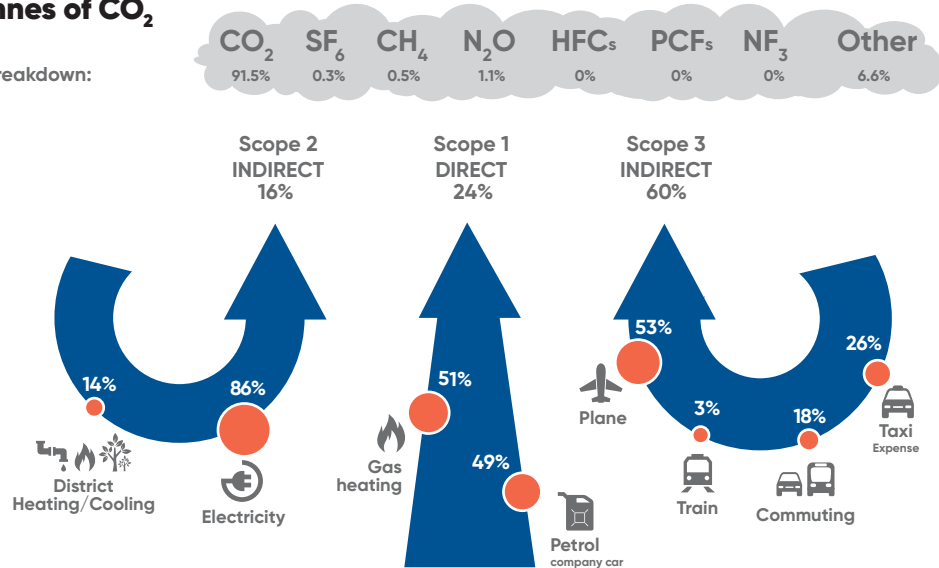 CO2 SF6 CH4 N2O HFCs PCFs NF3 Other
91.5% 0.3% 0.5% 1.1% 0% 0% 0% 6.6%
Scope 2
INDIRECT
16%
Scope 1
DIRECT
24%
Scope 3
INDIRECT
60%
14%
District
Heating/Cooling
86%
Electricity
51%
Gas
heating
49%
Petrol
company car
53%
Plane
3%
Train
18%
Commuting
26%
Taxi
Expense
of CO2